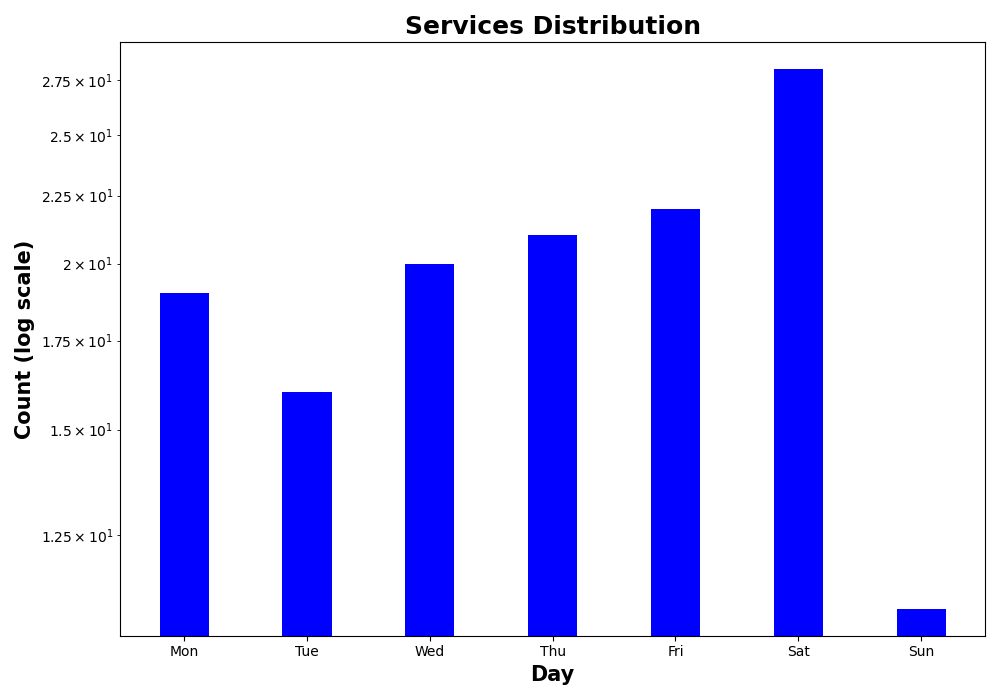 Services Distribution
Count (log scale)
2.75 × 10¹
2.5 × 10¹
2.25 × 10¹
2 × 10¹
1.75 × 10¹
1.5 × 10¹
1.25 × 10¹
Mon Tue Wed Thu Fri Sat Sun
Day